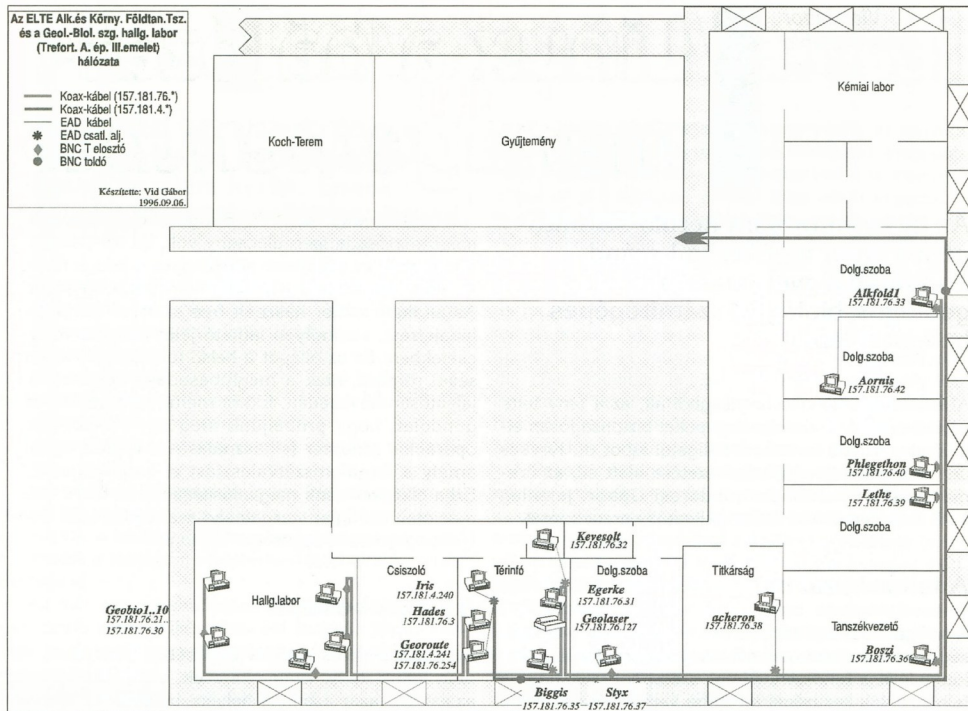 Az ELTE Alk.és Körny. Földtan.Tsz.
és a Geol.-Biol. szg. hallg. labor
(Trefort. A. ép. III.emelet)
hálózata
Koax-kábel (157.181.76.*)
Koax-kábel (157.181.4.*)
EAD kábel
EAD csatl. alj.
BNC T elosztó
BNC toldó
Készítette: Vid Gábor
1996.09.06.
Koch-Terem
Gyűjtemény
Kémiai labor
Dolg.szoba
Alkfold1
157.181.76.33
Dolg.szoba
Aornis
157.181.76.42
Dolg.szoba
Phlegethon
157.181.76.40
Lethe
157.181.76.39
Dolg.szoba
Kevesolt
157.181.76.32
Geobio1..10
157.181.76.21..
157.181.76.30
Hallg.labor
Csiszoló
Iris
157.181.4.240
Hades
157.181.76.3
Georoute
157.181.4.241
157.181.76.254
Térinfó
Dolg.szoba
Egerke
157.181.76.31
Geolaser
157.181.76.127
Titkárság
acheron
157.181.76.38
Tanszékvezető
Boszi
157.181.76.36
Biggis
157.181.76.35
Styx
157.181.76.37